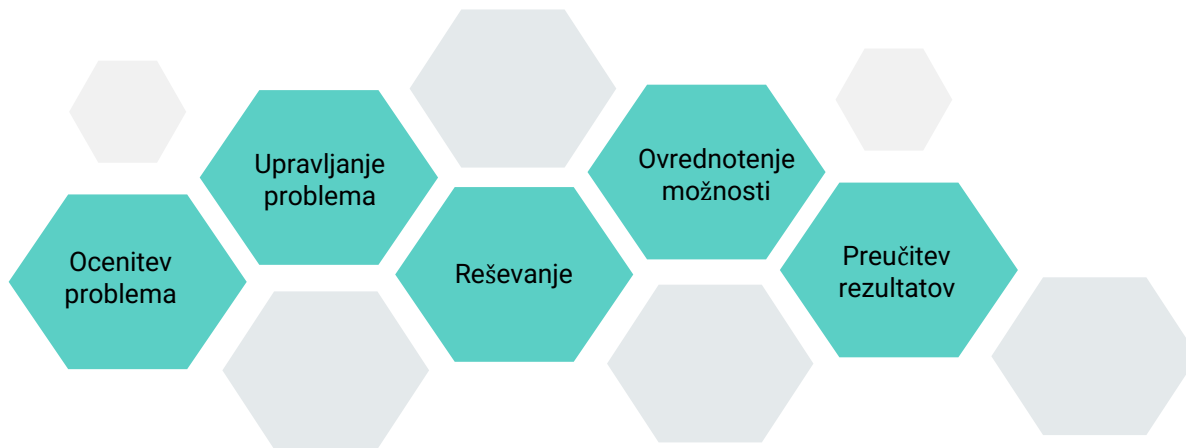 Ocenitev
problema
Upravljanje
problema
Reševanje
Ovrednotenje
možnosti
Preučitev
rezultatov